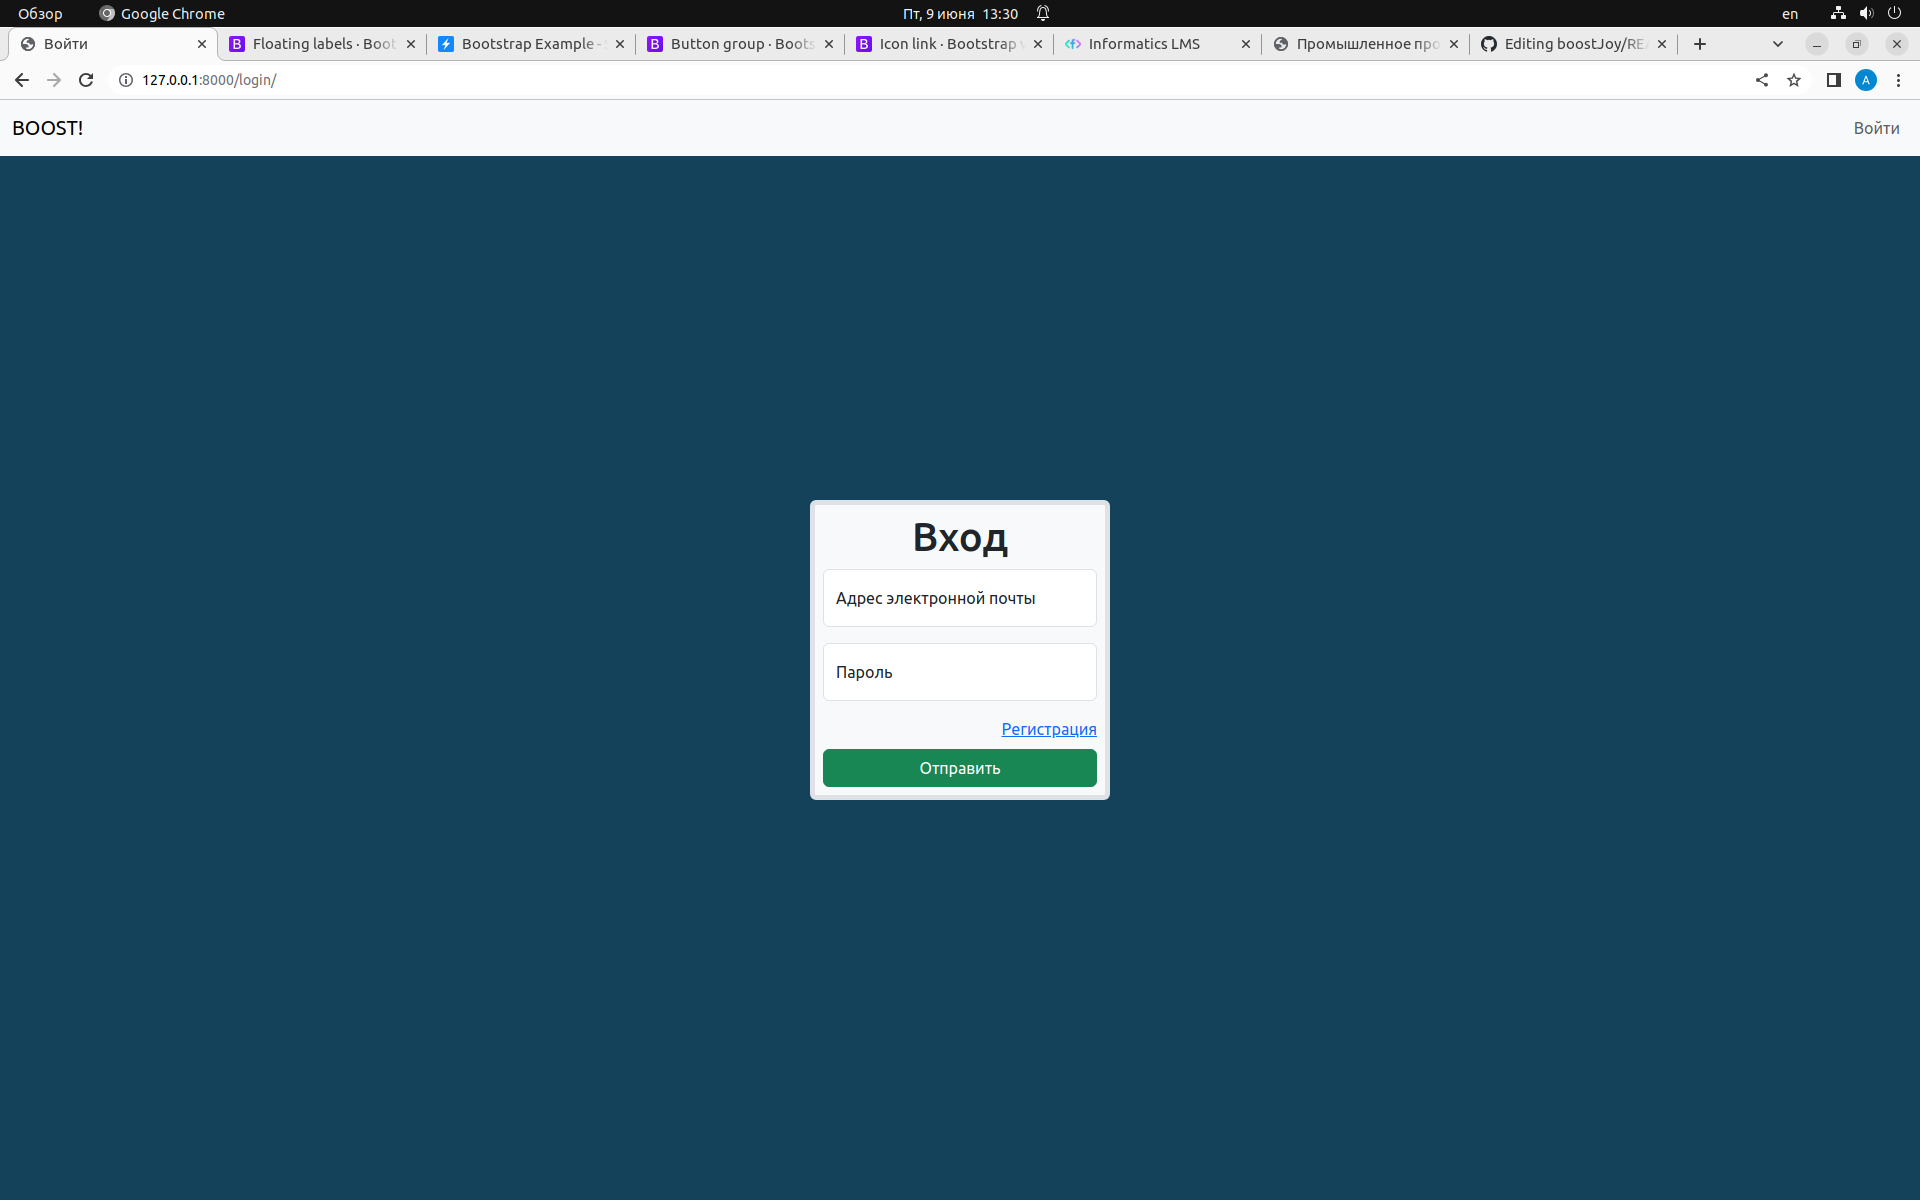 Обзор Google Chrome Пт, 9 июня 13:30 en
Войти Floating labels · Boot Bootstrap Example - Button group · Boots Icon link · Bootstrap Informatics LMS Промышленное про Editing boostJoy/REA
127.0.0.1:8000/login/ A
BOOST! Войти
Вход
Адрес электронной почты
Пароль
Регистрация
Отправить